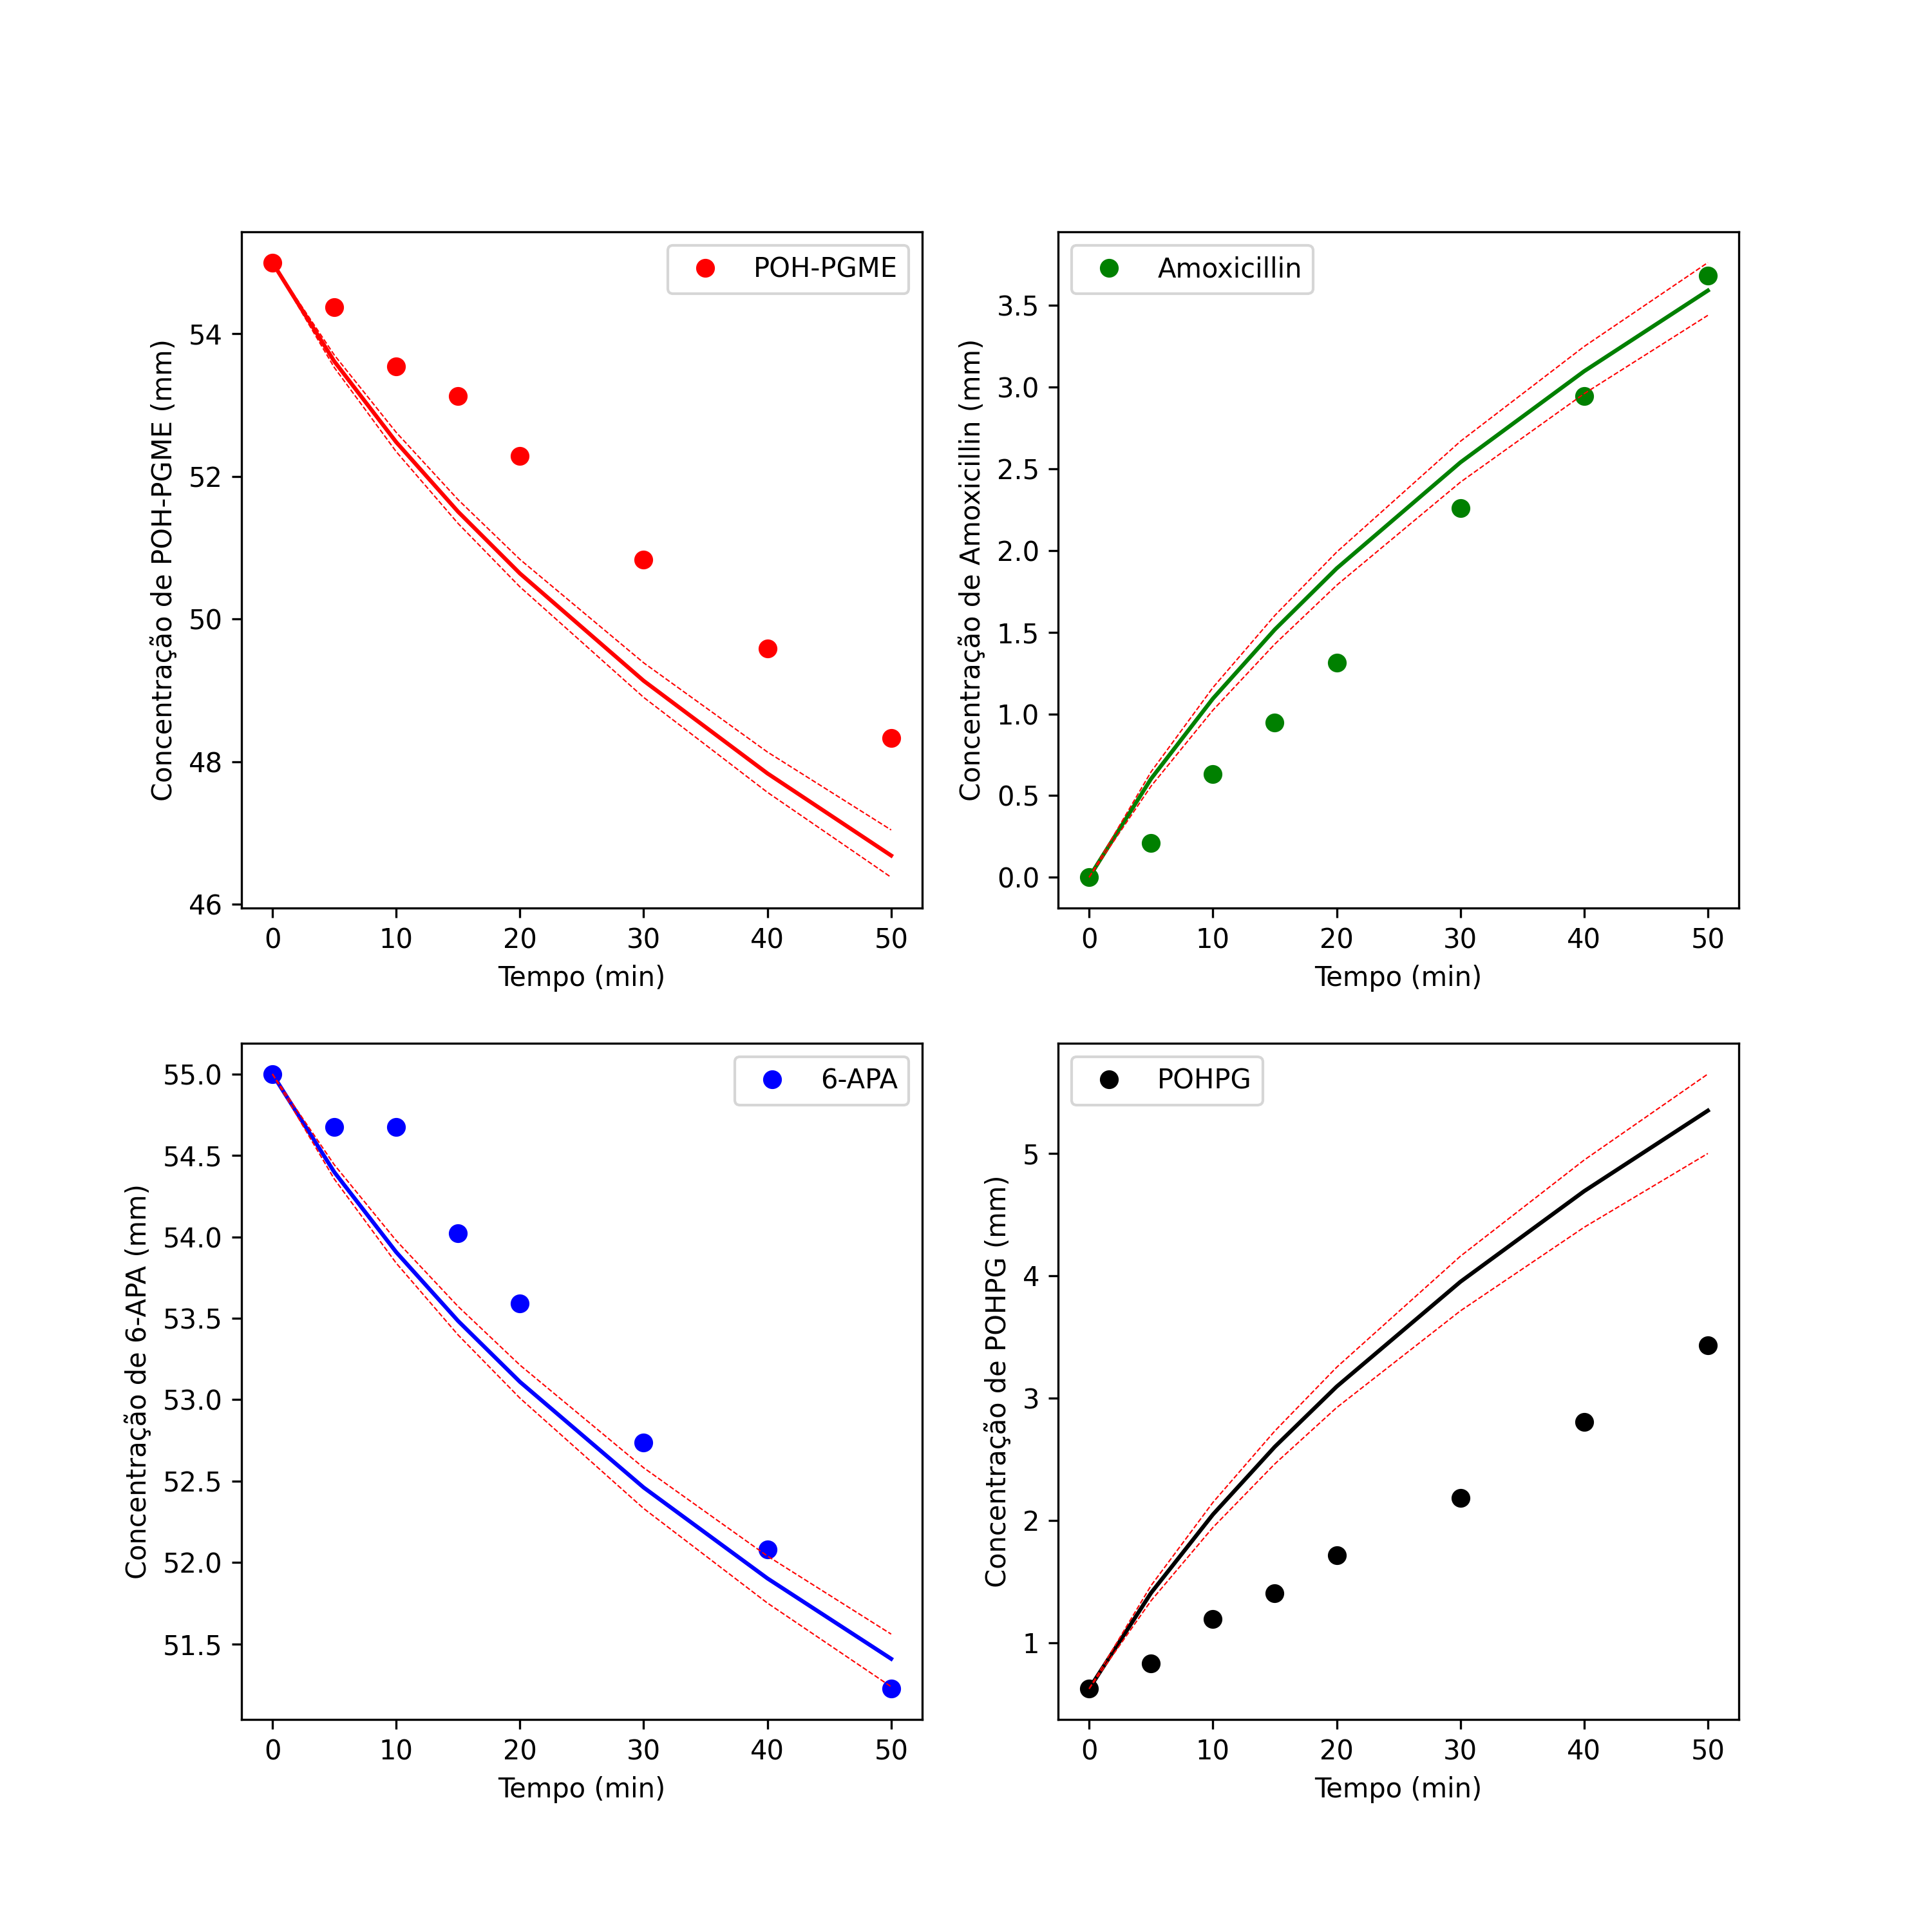 POH-PGME
Concentração de POH-PGME (mm)
54
52
50
48
46
0 10 20 30 40 50
Tempo (min)
Amoxicillin
Concentração de Amoxicillin (mm)
3.5
3.0
2.5
2.0
1.5
1.0
0.5
0.0
0 10 20 30 40 50
Tempo (min)
6-APA
Concentração de 6-APA (mm)
55.0
54.5
54.0
53.5
53.0
52.5
52.0
51.5
0 10 20 30 40 50
Tempo (min)
POHPG
Concentração de POHPG (mm)
5
4
3
2
1
0 10 20 30 40 50
Tempo (min)